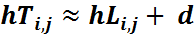 hT_{i,j} ≈ hL_{i,j} + d